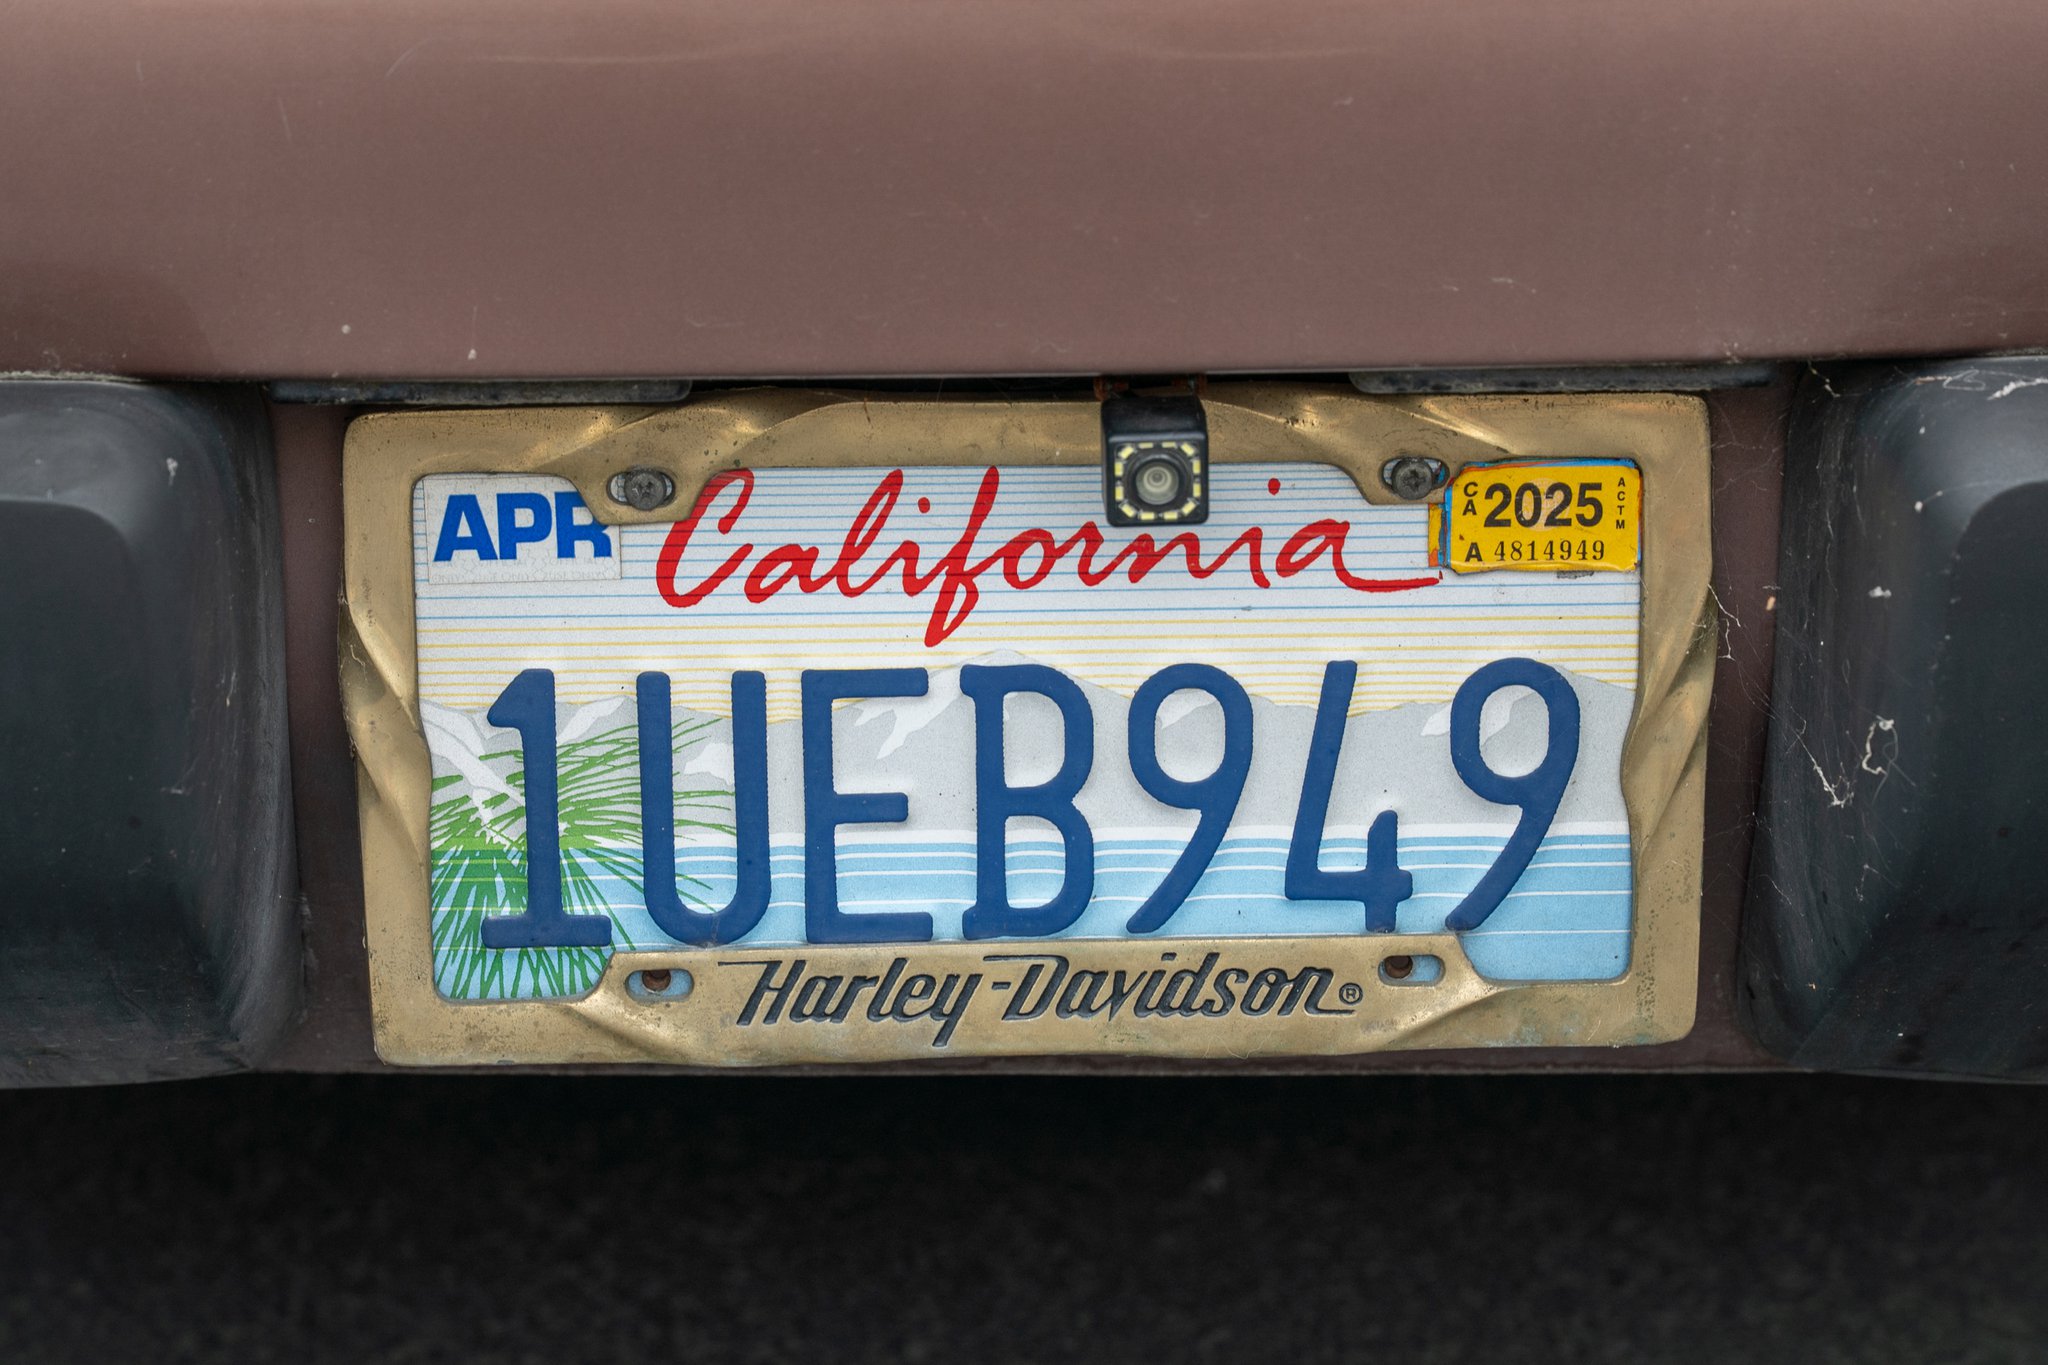 APR
California
CA 2025 ACTM
A 4814949
1UEB949
Harley-Davidson®